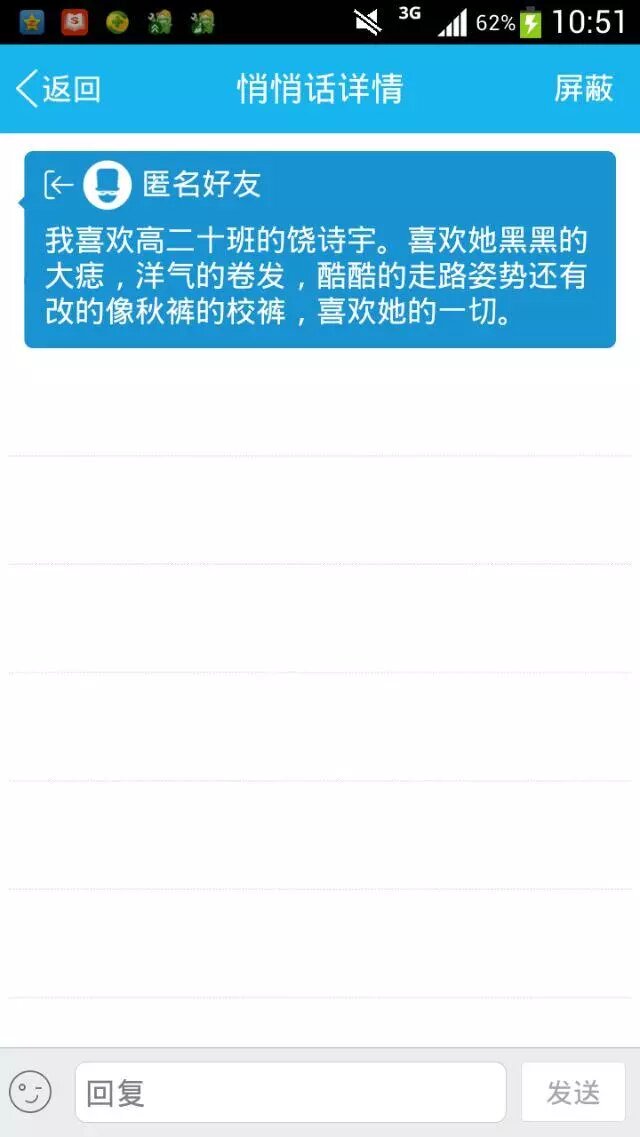 3G 62% 10:51
返回 悄悄话详情 屏蔽
匿名好友
我喜欢高二十班的饶诗宇。喜欢她黑黑的
大痣，洋气的卷发，酷酷的走路姿势还有
改的像秋裤的校裤，喜欢她的一切。
回复 发送